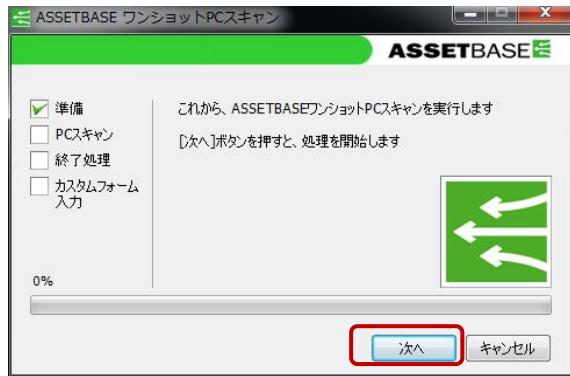 ASSETBASE ワンショットPCスキャン
ASSETBASE
準備
PCスキャン
終了処理
カスタムフォーム
入力
これから、ASSETBASEワンショットPCスキャンを実行します
[次へ]ボタンを押すと、処理を開始します
0%
次へ
キャンセル